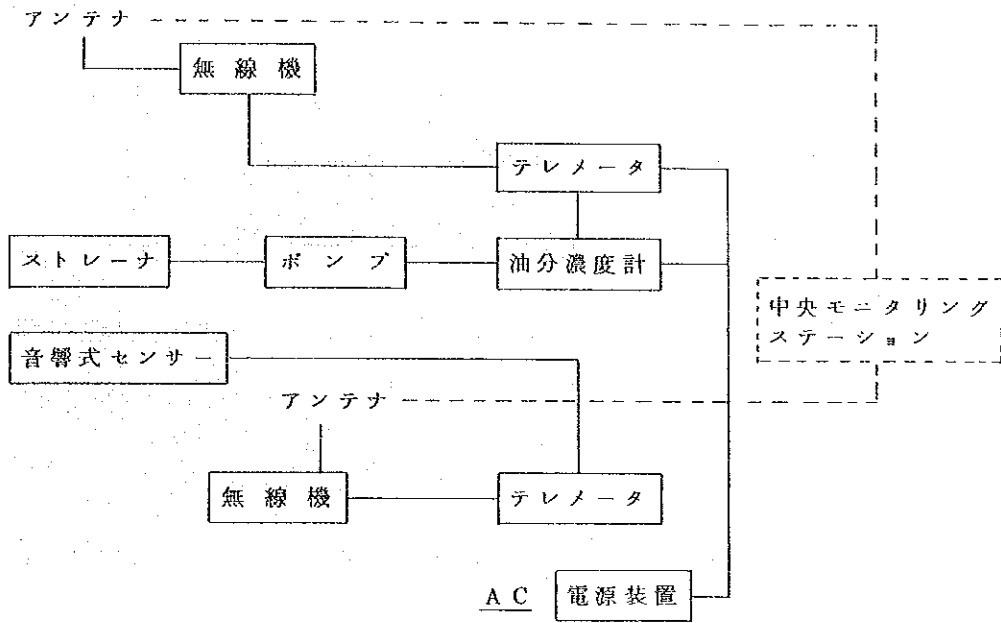 アンテナ
無線機
テレメータ
ストレーナ
ポンプ
油分濃度計
中央モニタリング
ステーション
音響式センサー
アンテナ
無線機
テレメータ
AC
電源装置